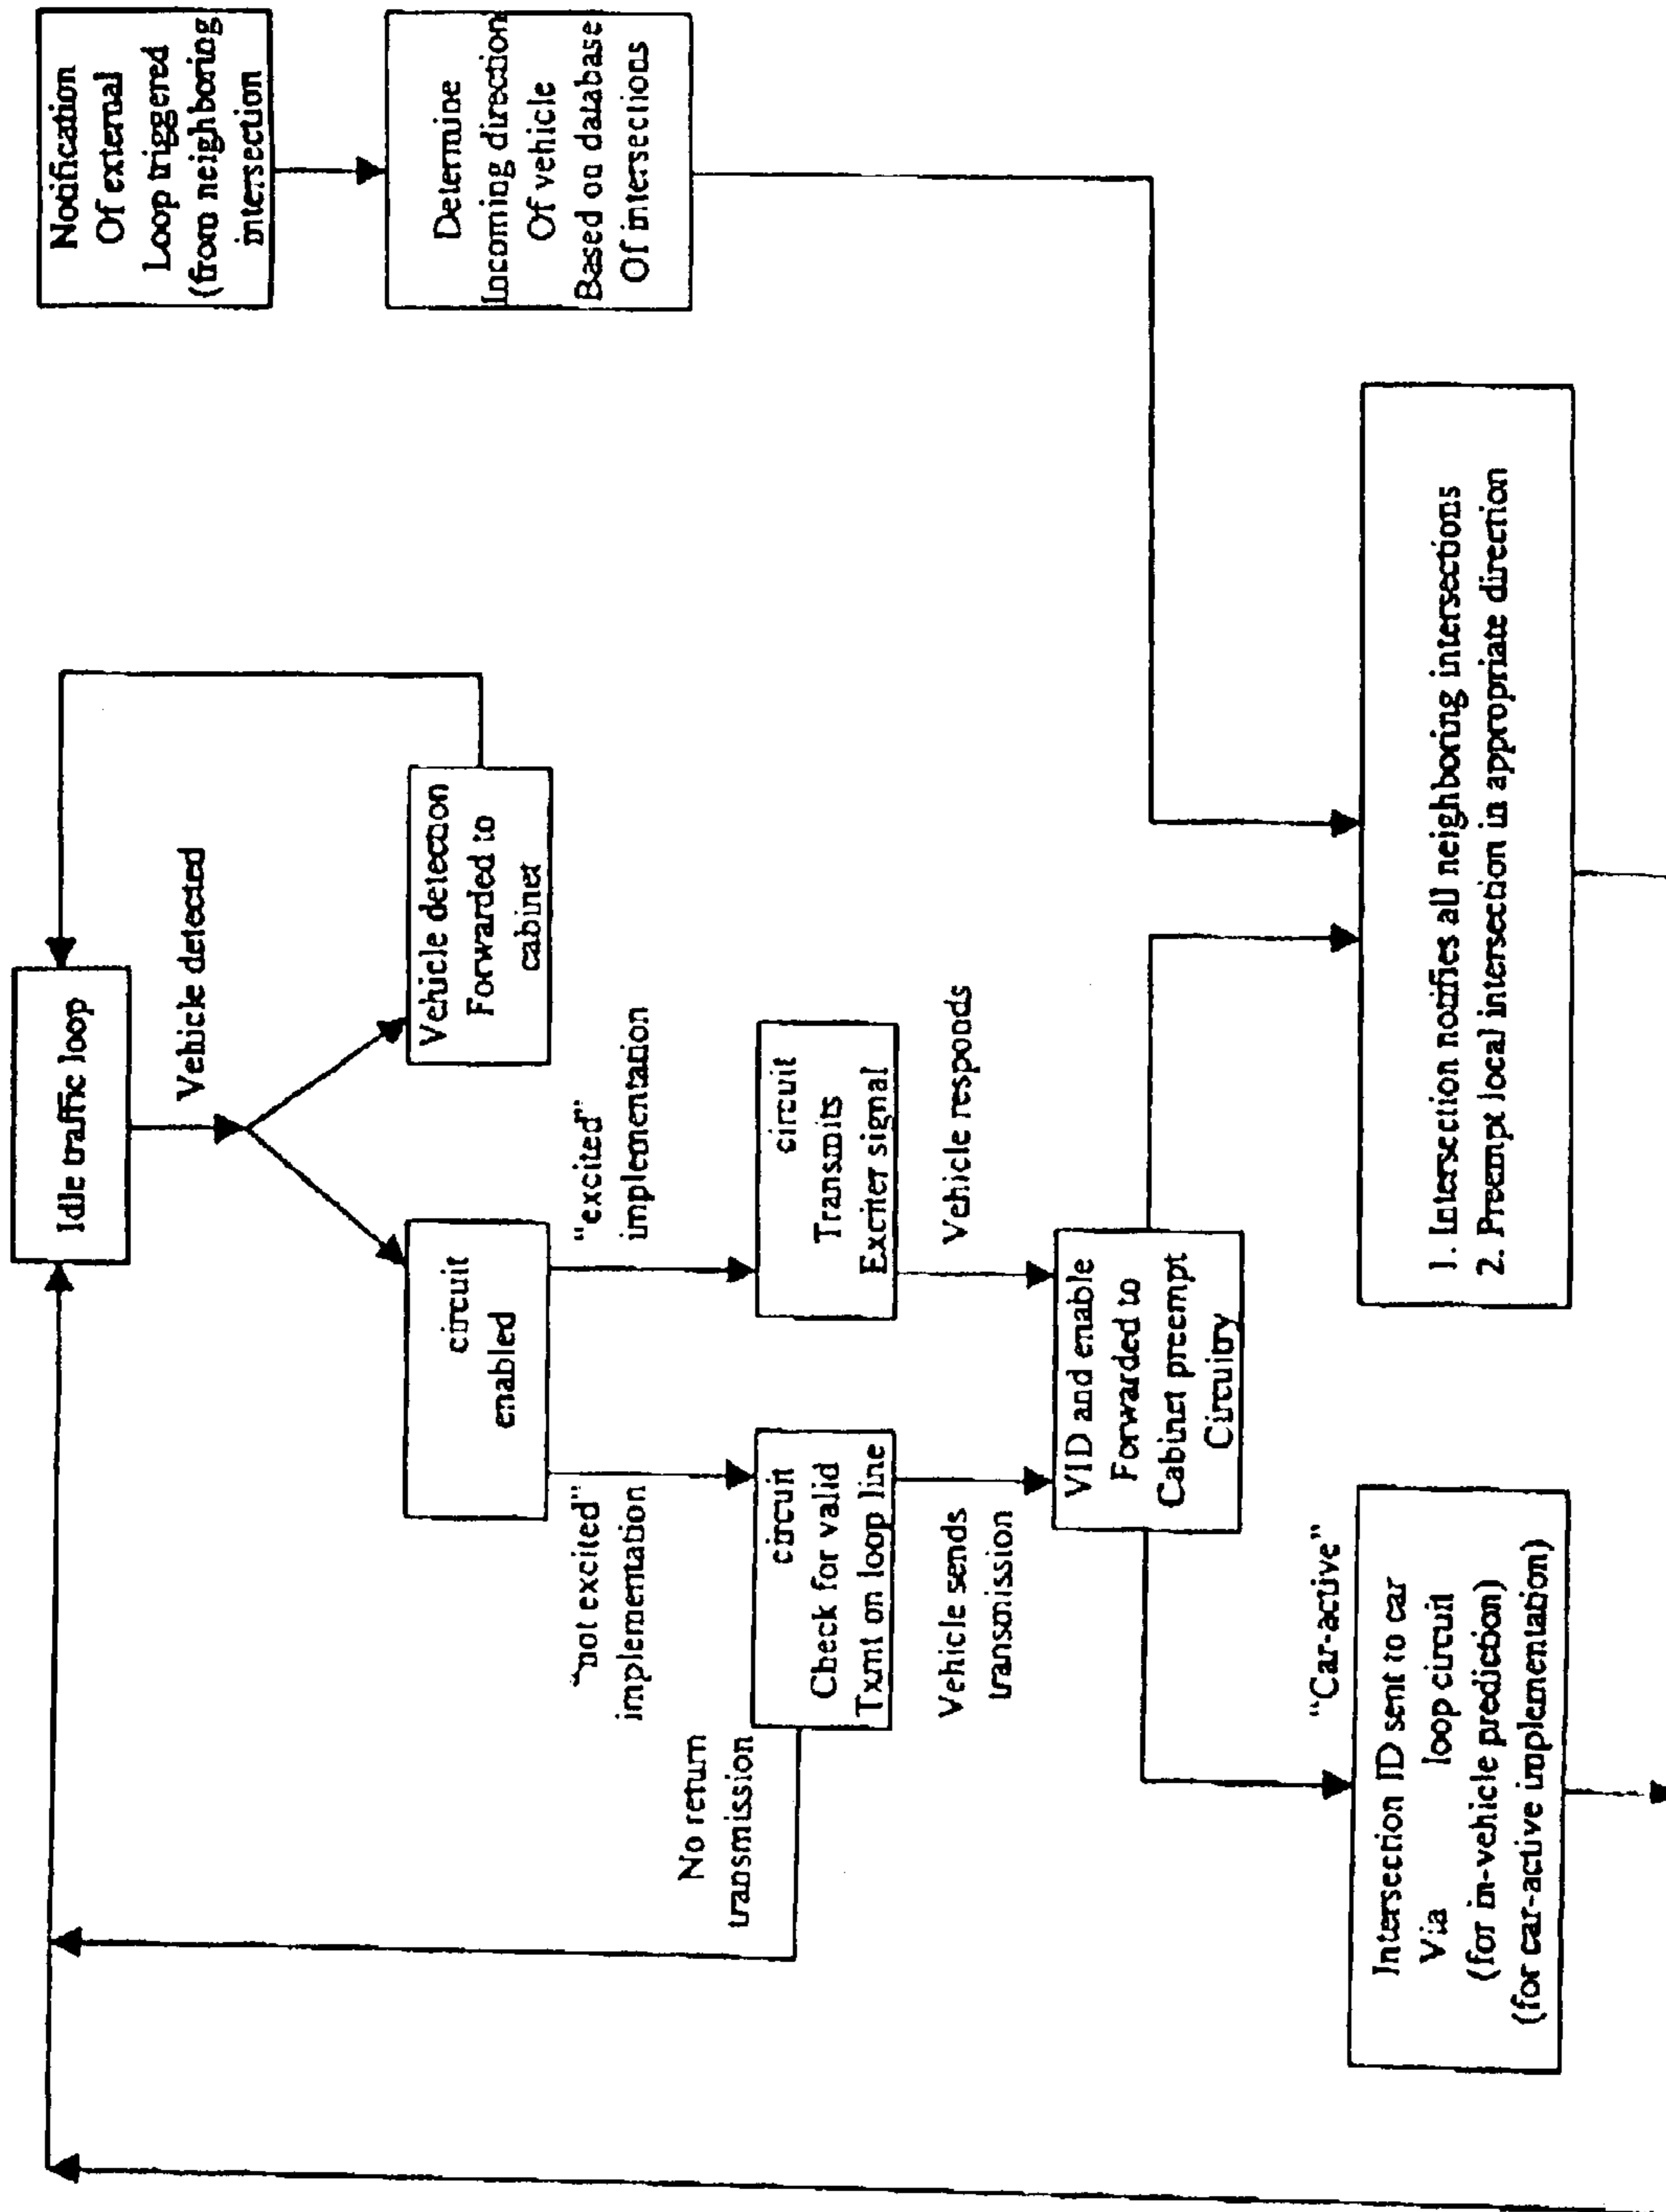 Idle traffic loop
Vehicle detected
Vehicle detection
Forwarded to
cabinet
circuit
enabled
"not excited"
implementation
"excited"
implementation
No return
transmission
circuit
Check for valid
Txmt on loop line
circuit
Transmits
Exciter signal
Vehicle sends
transmission
Vehicle responds
VID and enable
Forwarded to
Cabinet preempt
Circuitry
"Car-active"
Intersection ID sent to car
Via loop circuit
(for in-vehicle prediction)
(for car-active implementation)
Notification
Of external
Loop triggered
(from neighboring
intersection
Determine
Incoming direction
Of vehicle
Based on database
Of intersections
1. Intersection notifies all neighboring intersections
2. Preempt local intersection in appropriate direction